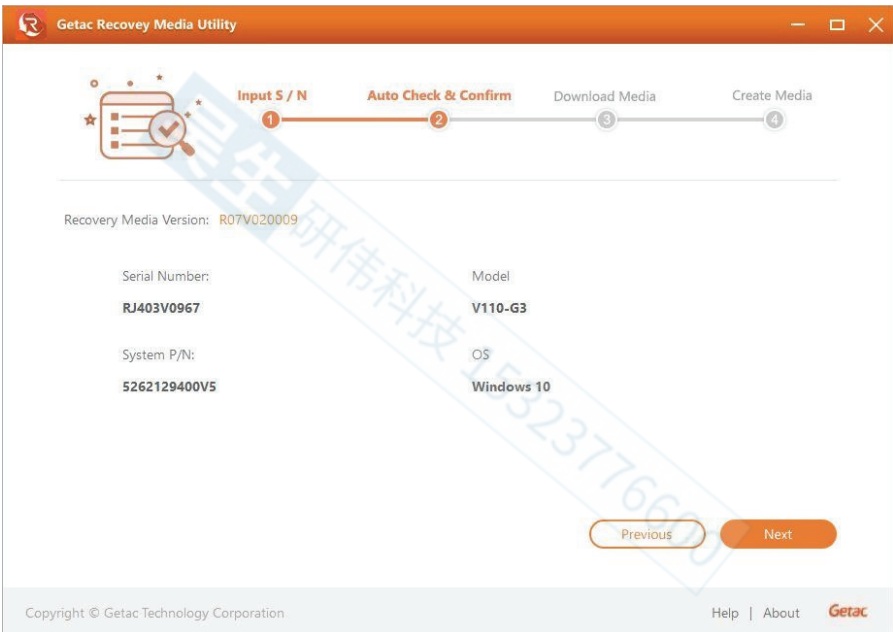 Getac Recovey Media Utility
Input S / N
Auto Check & Confirm
Download Media
Create Media
1
2
3
4
Recovery Media Version: R07V020009
Serial Number:
Model
RJ403V0967
V110-G3
System P/N:
OS
5262129400V5
Windows 10
昊生 研伟科技 15323776600
Previous
Next
Copyright © Getac Technology Corporation
Help | About
Getac